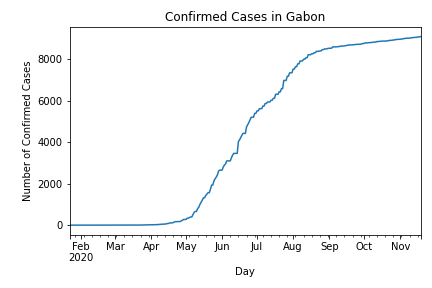 Confirmed Cases in Gabon
Number of Confirmed Cases
8000
6000
4000
2000
0
Feb Mar Apr May Jun Jul Aug Sep Oct Nov
2020
Day